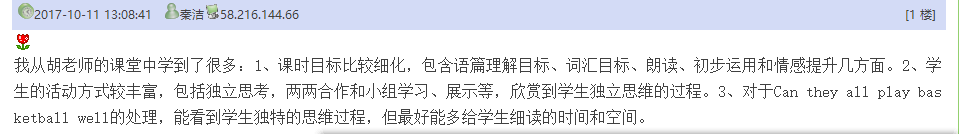 2017-10-11 13:08:41 秦洁 58.216.144.66 [1 楼]
我从胡老师的课堂中学到了很多：1、课时目标比较细化，包含语篇理解目标、词汇目标、朗读、初步运用和情感提升几方面。2、学
生的活动方式较丰富，包括独立思考，两两合作和小组学习、展示等，欣赏到学生独立思维的过程。3、对于Can they all play bas
ketball well的处理，能看到学生独特的思维过程，但最好能多给学生细读的时间和空间。